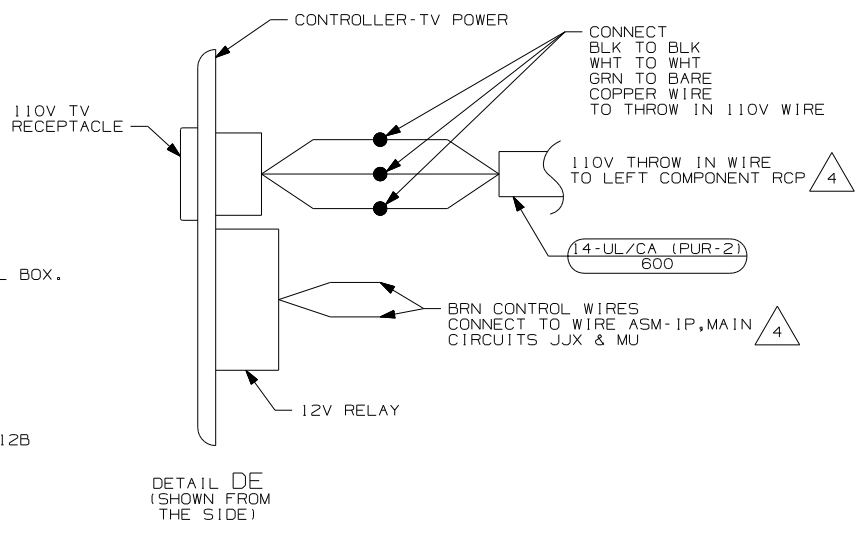 CONTROLLER-TV POWER
CONNECT
BLK TO BLK
WHT TO WHT
GRN TO BARE
COPPER WIRE
TO THROW IN 110V WIRE
110V TV
RECEPTACLE
110V THROW IN WIRE
TO LEFT COMPONENT RCP
4
14-UL/CA (PUR-2)
600
BOX.
BRN CONTROL WIRES
CONNECT TO WIRE ASM-IP,MAIN
CIRCUITS JJX & MU
4
12V RELAY
12B
DETAIL DE
(SHOWN FROM
THE SIDE)